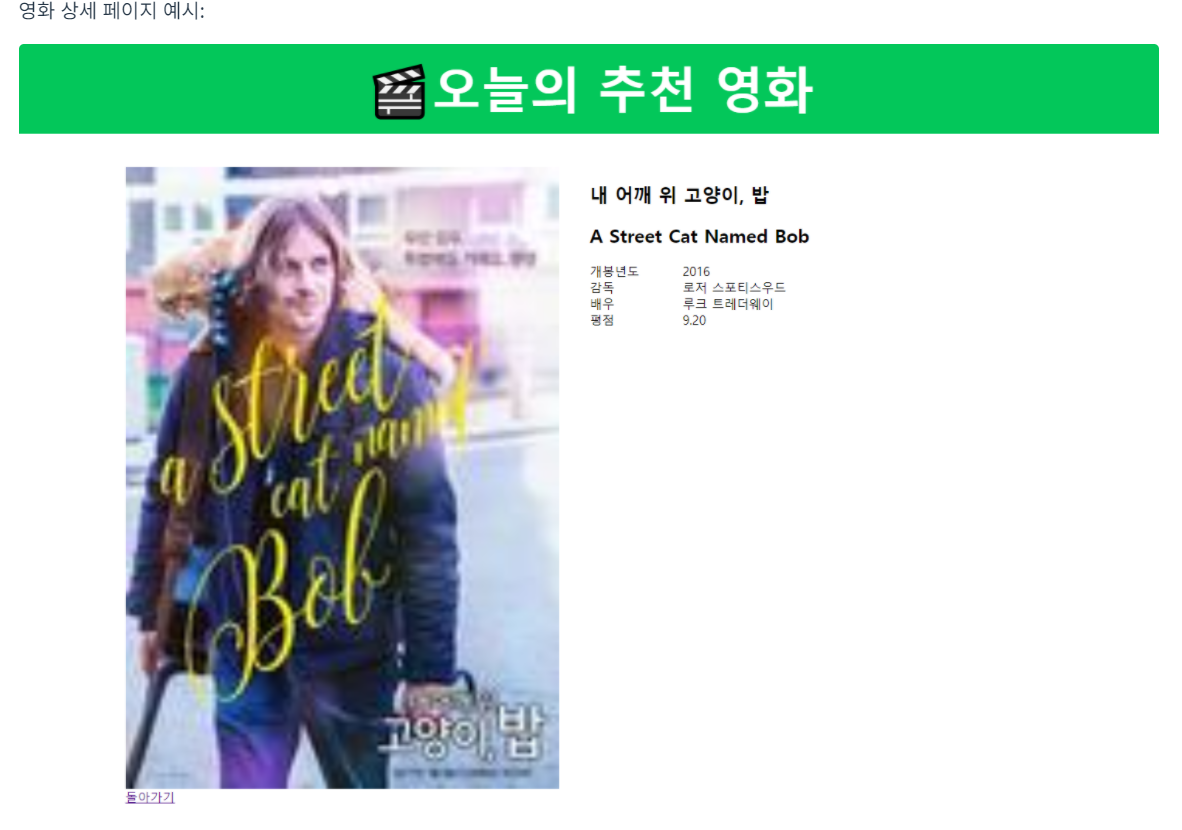 영화 상세 페이지 예시:
🎬오늘의 추천 영화
내 어깨 위 고양이, 밥
A Street Cat Named Bob
개봉년도 2016
감독 로저 스포티스우드
배우 루크 트레더웨이
평점 9.20
a street
cat named
Bob
고양이, 밥
돌아가기